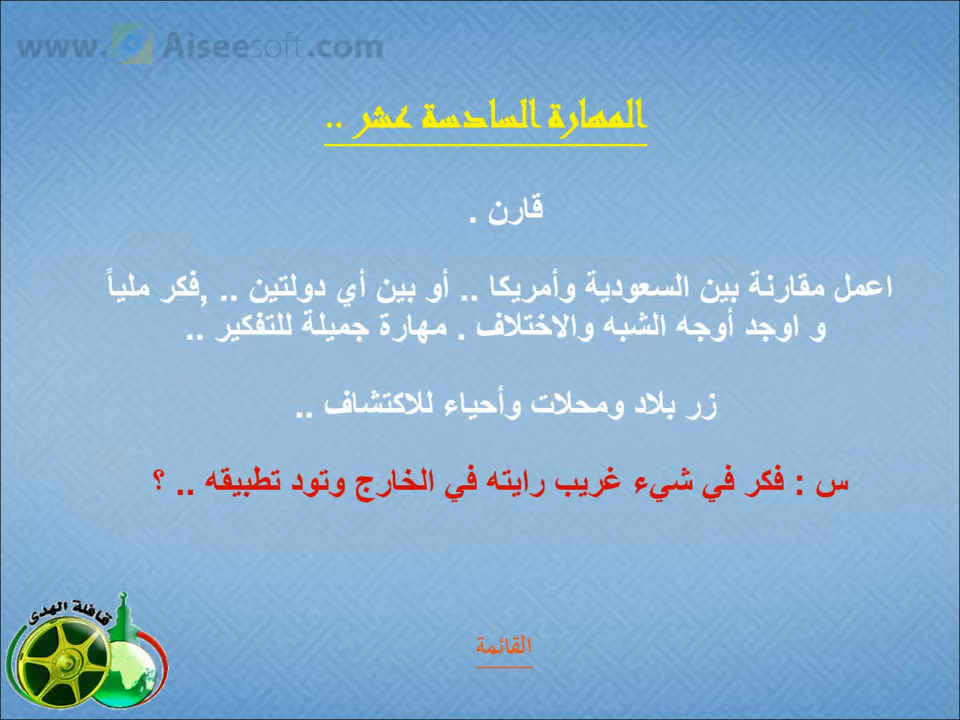 www.Aiseesoft.com
المهارة السادسة عشر ..
قارن .
اعمل مقارنة بين السعودية وأمريكا .. أو بين أي دولتين .. ,فكر ملياً
و اوجد أوجه الشبه والاختلاف . مهارة جميلة للتفكير ..
زر بلاد ومحلات وأحياء للاكتشاف ..
س : فكر في شيء غريب رايته في الخارج وتود تطبيقه .. ؟
قافلة الهدى
القائمة